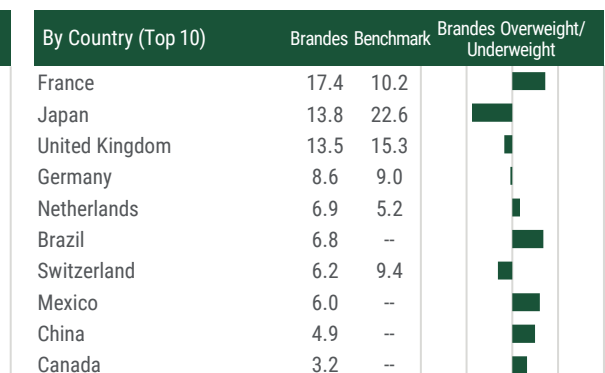 By Country (Top 10) Brandes Benchmark Brandes Overweight/
Underweight
France 17.4 10.2
Japan 13.8 22.6
United Kingdom 13.5 15.3
Germany 8.6 9.0
Netherlands 6.9 5.2
Brazil 6.8 --
Switzerland 6.2 9.4
Mexico 6.0 --
China 4.9 --
Canada 3.2 --